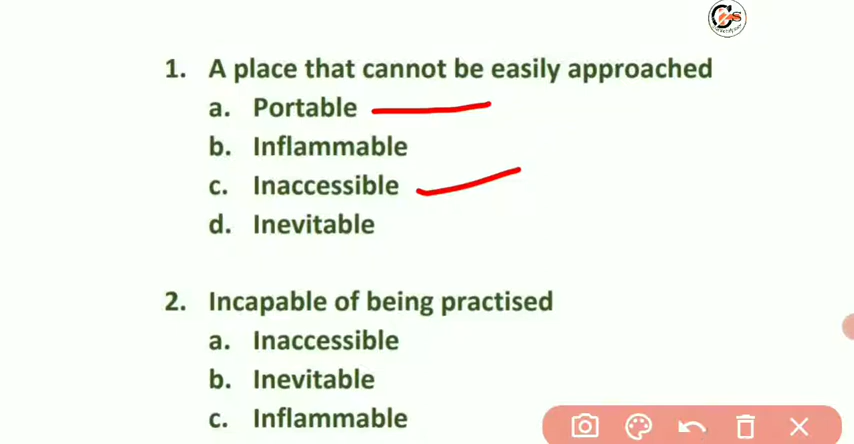 1. A place that cannot be easily approached
a. Portable
b. Inflammable
c. Inaccessible
d. Inevitable
2. Incapable of being practised
a. Inaccessible
b. Inevitable
c. Inflammable